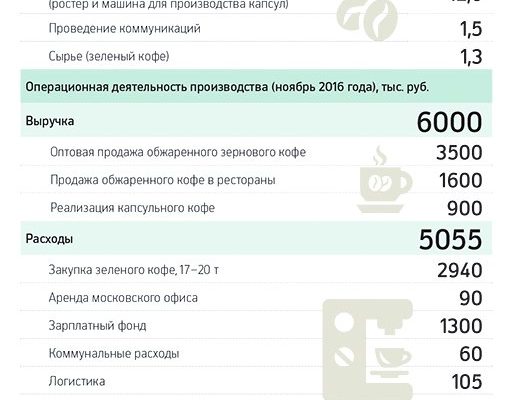 (ростер и машина для производства капсул)
Проведение коммуникаций 1,5
Сырье (зеленый кофе) 1,3
Операционная деятельность производства (ноябрь 2016 года), тыс. руб.
Выручка 6000
Оптовая продажа обжаренного зернового кофе 3500
Продажа обжаренного кофе в рестораны 1600
Реализация капсульного кофе 900
Расходы 5055
Закупка зеленого кофе, 17–20 т 2940
Аренда московского офиса 90
Зарплатный фонд 1300
Коммунальные расходы 60
Логистика 105